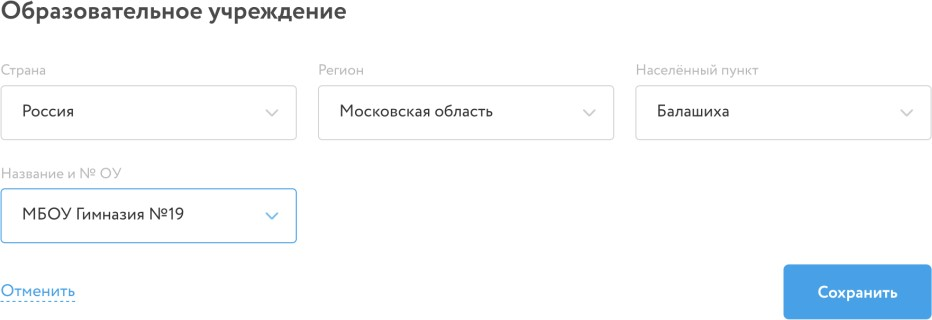 Образовательное учреждение
Страна
Регион
Населённый пункт
Россия
Московская область
Балашиха
Название и № ОУ
МБОУ Гимназия №19
Отменить
Сохранить